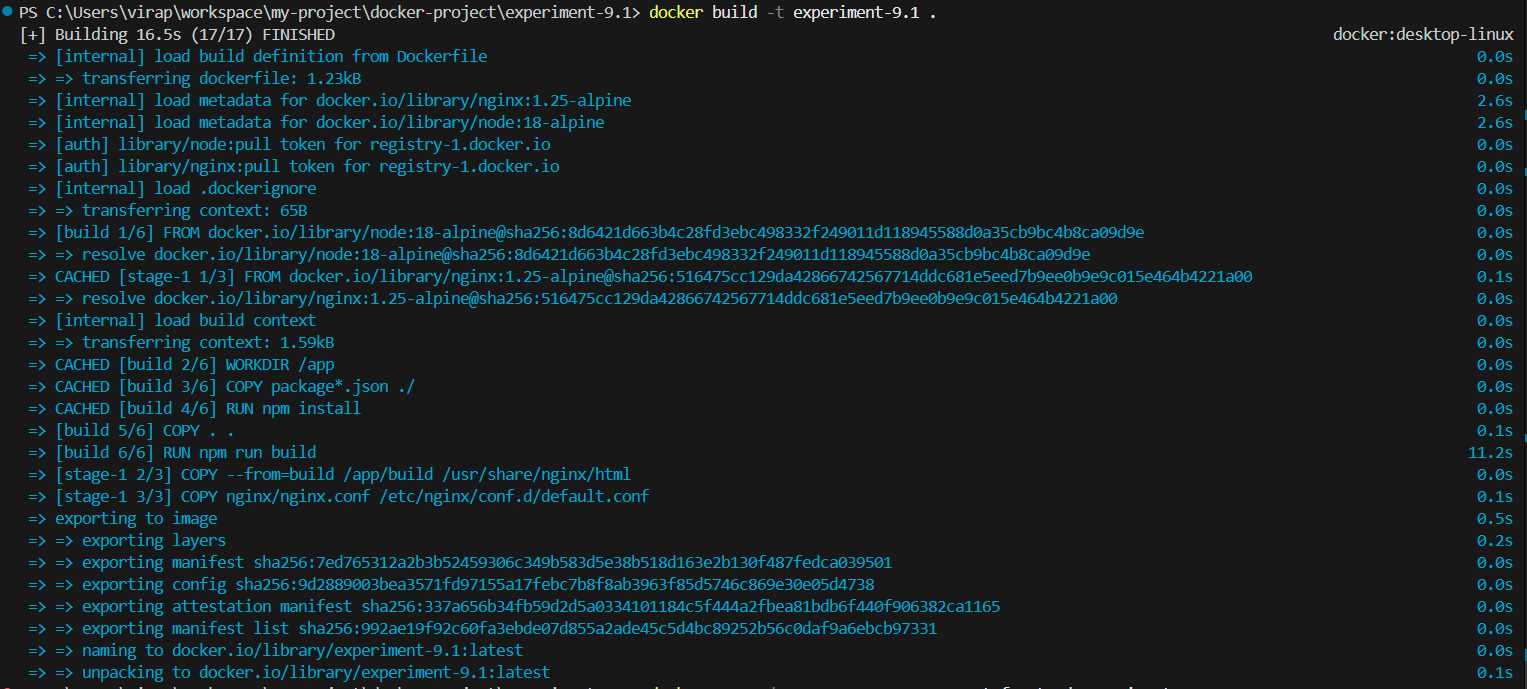 PS C:\Users\virap\workspace\my-project\docker-project\experiment-9.1> docker build -t experiment-9.1 .
[+] Building 16.5s (17/17) FINISHED docker:desktop-linux
=> [internal] load build definition from Dockerfile 0.0s
=> => transferring dockerfile: 1.23kB 0.0s
=> [internal] load metadata for docker.io/library/nginx:1.25-alpine 2.6s
=> [internal] load metadata for docker.io/library/node:18-alpine 2.6s
=> [auth] library/node:pull token for registry-1.docker.io 0.0s
=> [auth] library/nginx:pull token for registry-1.docker.io 0.0s
=> [internal] load .dockerignore 0.0s
=> => transferring context: 65B 0.0s
=> [build 1/6] FROM docker.io/library/node:18-alpine@sha256:8d6421d663b4c28fd3ebc498332f249011d118945588d0a35cb9bc4b8ca09d9e 0.0s
=> => resolve docker.io/library/node:18-alpine@sha256:8d6421d663b4c28fd3ebc498332f249011d118945588d0a35cb9bc4b8ca09d9e 0.0s
=> CACHED [stage-1 1/3] FROM docker.io/library/nginx:1.25-alpine@sha256:516475cc129da42866742567714ddc681e5eed7b9ee0b9e9c015e464b4221a00 0.1s
=> => resolve docker.io/library/nginx:1.25-alpine@sha256:516475cc129da42866742567714ddc681e5eed7b9ee0b9e9c015e464b4221a00 0.0s
=> [internal] load build context 0.0s
=> => transferring context: 1.59kB 0.0s
=> CACHED [build 2/6] WORKDIR /app 0.0s
=> CACHED [build 3/6] COPY package*.json ./ 0.0s
=> CACHED [build 4/6] RUN npm install 0.0s
=> [build 5/6] COPY . . 0.1s
=> [build 6/6] RUN npm run build 11.2s
=> [stage-1 2/3] COPY --from=build /app/build /usr/share/nginx/html 0.0s
=> [stage-1 3/3] COPY nginx/nginx.conf /etc/nginx/conf.d/default.conf 0.1s
=> exporting to image 0.5s
=> => exporting layers 0.2s
=> => exporting manifest sha256:7ed765312a2b3b52459306c349b583d5e38b518d163e2b130f487fedca039501 0.0s
=> => exporting config sha256:9d2889003bea3571fd97155a17febc7b8f8ab3963f85d5746c869e30e05d4738 0.0s
=> => exporting attestation manifest sha256:337a656b34fb59d2d5a0334101184c5f444a2fbea81bdb6f440f906382ca1165 0.0s
=> => exporting manifest list sha256:992ae19f92c60fa3ebde07d855a2ade45c5d4bc89252b56c0daf9a6ebcb97331 0.0s
=> => naming to docker.io/library/experiment-9.1:latest 0.0s
=> => unpacking to docker.io/library/experiment-9.1:latest 0.1s